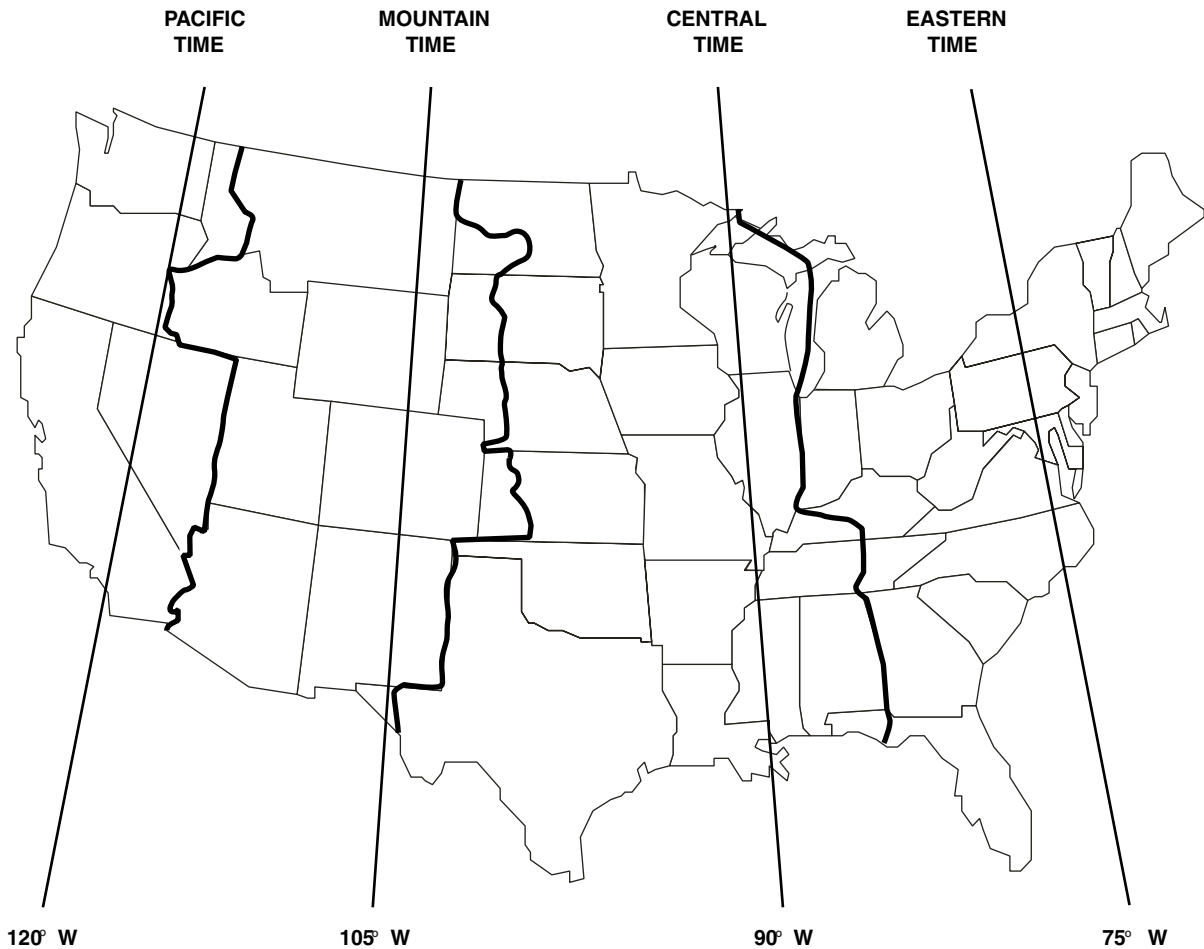 PACIFIC
TIME
MOUNTAIN
TIME
CENTRAL
TIME
EASTERN
TIME
120° W
105° W
90° W
75° W